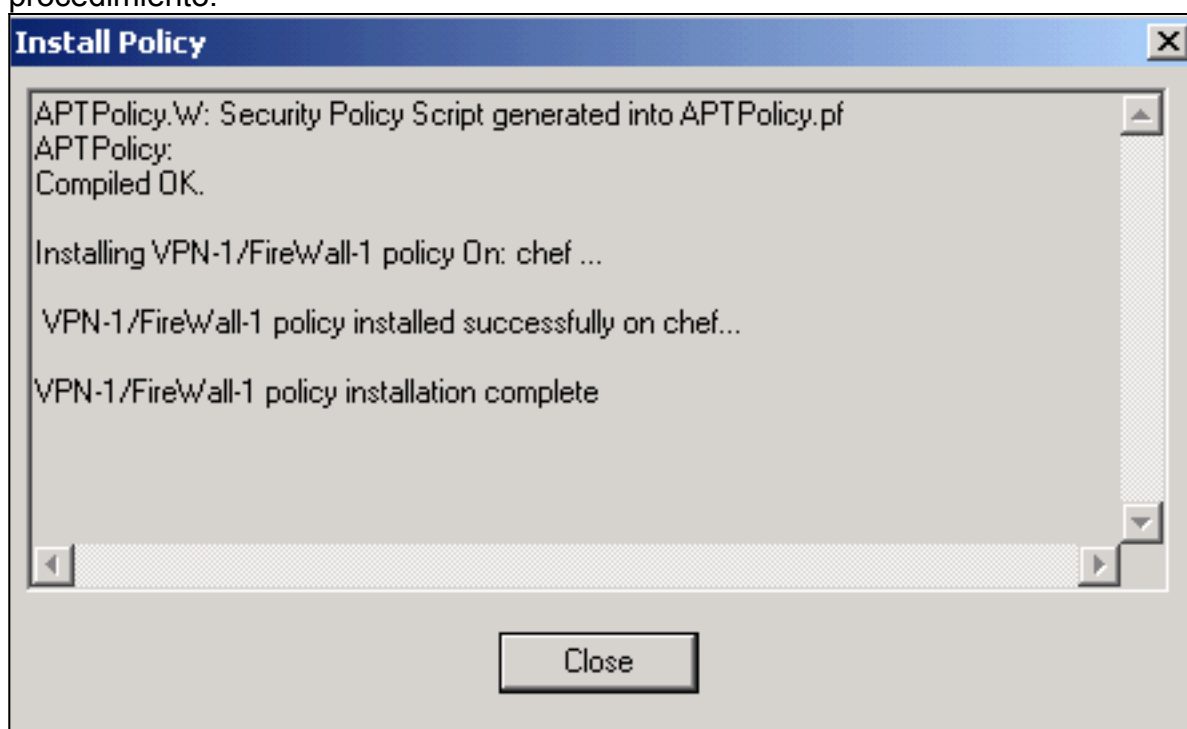 procedimiento.
Install Policy
APTPolicy.W: Security Policy Script generated into APTPolicy.pf
APTPolicy:
Compiled OK.
Installing VPN-1/FireWall-1 policy On: chef ...
VPN-1/FireWall-1 policy installed successfully on chef...
VPN-1/FireWall-1 policy installation complete
Close